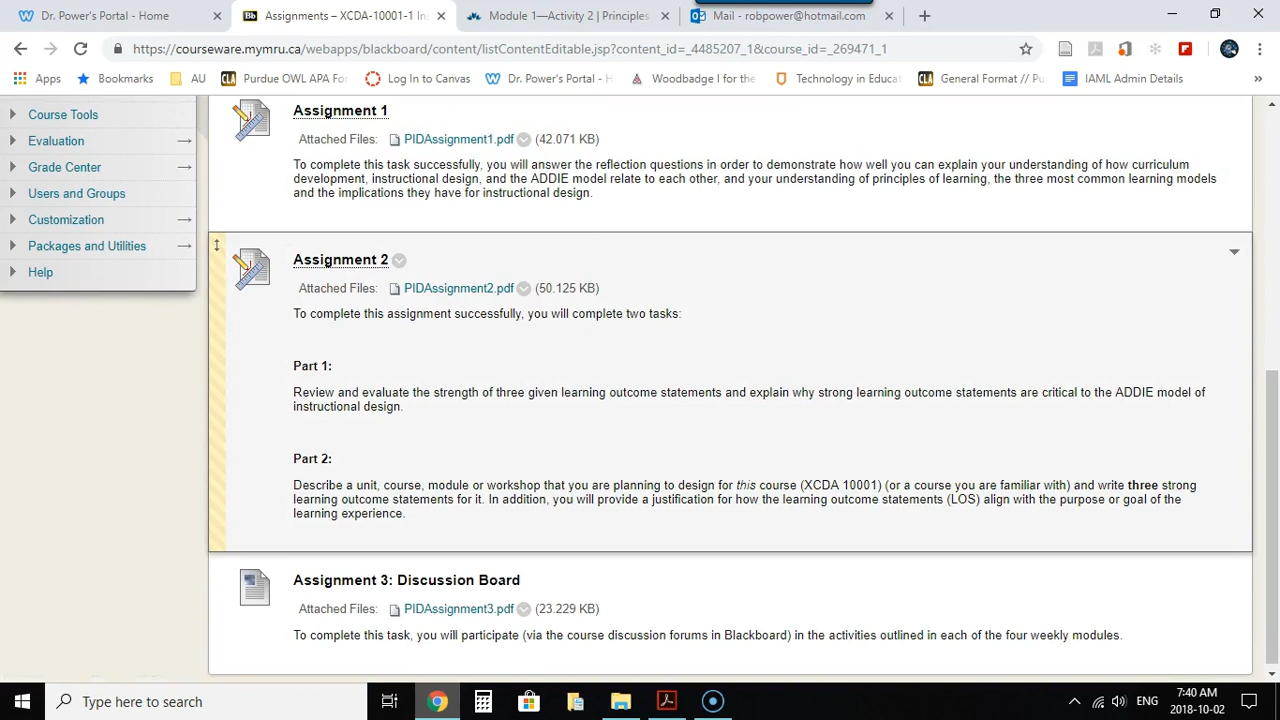 Dr. Power's Portal - Home
Assignments – XCDA-10001-1 In
Module 1—Activity 2 | Principles
Mail - robpower@hotmail.com
https://courseware.mymru.ca/webapps/blackboard/content/listContentEditable.jsp?content_id=_4485207_1&course_id=_269471_1
Apps
Bookmarks
AU
Purdue OWL APA For
Log In to Canvas
Dr. Power's Portal - H
Woodbadge I for the
Technology in Educat
General Format // Pu
IAML Admin Details
»
Course Tools
Evaluation
Grade Center
Users and Groups
Customization
Packages and Utilities
Help
Assignment 1
Attached Files: PIDAssignment1.pdf (42.071 KB)
To complete this task successfully, you will answer the reflection questions in order to demonstrate how well you can explain your understanding of how curriculum
development, instructional design, and the ADDIE model relate to each other, and your understanding of principles of learning, the three most common learning models
and the implications they have for instructional design.
Assignment 2
Attached Files: PIDAssignment2.pdf (50.125 KB)
To complete this assignment successfully, you will complete two tasks:
Part 1:
Review and evaluate the strength of three given learning outcome statements and explain why strong learning outcome statements are critical to the ADDIE model of
instructional design.
Part 2:
Describe a unit, course, module or workshop that you are planning to design for this course (XCDA 10001) (or a course you are familiar with) and write three strong
learning outcome statements for it. In addition, you will provide a justification for how the learning outcome statements (LOS) align with the purpose or goal of the
learning experience.
Assignment 3: Discussion Board
Attached Files: PIDAssignment3.pdf (23.229 KB)
To complete this task, you will participate (via the course discussion forums in Blackboard) in the activities outlined in each of the four weekly modules.
Type here to search
ENG
7:40 AM
2018-10-02